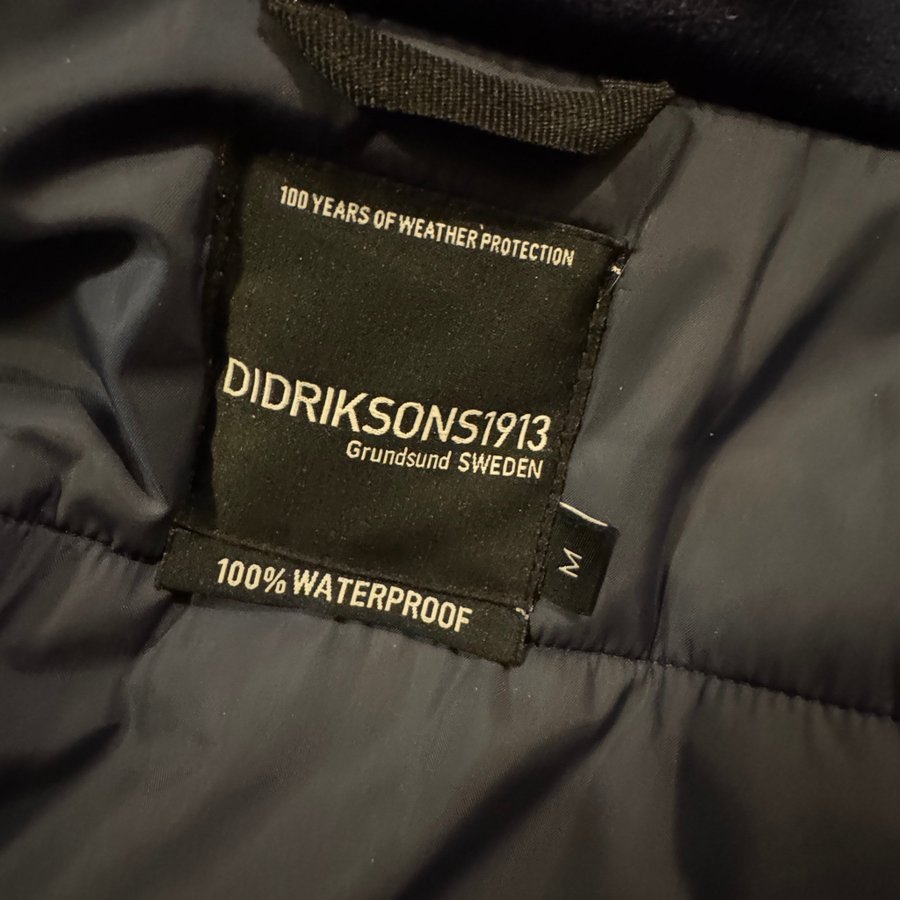 100 YEARS OF WEATHER PROTECTION
DIDRIKSONS1913
Grundsund SWEDEN
M
100% WATERPROOF